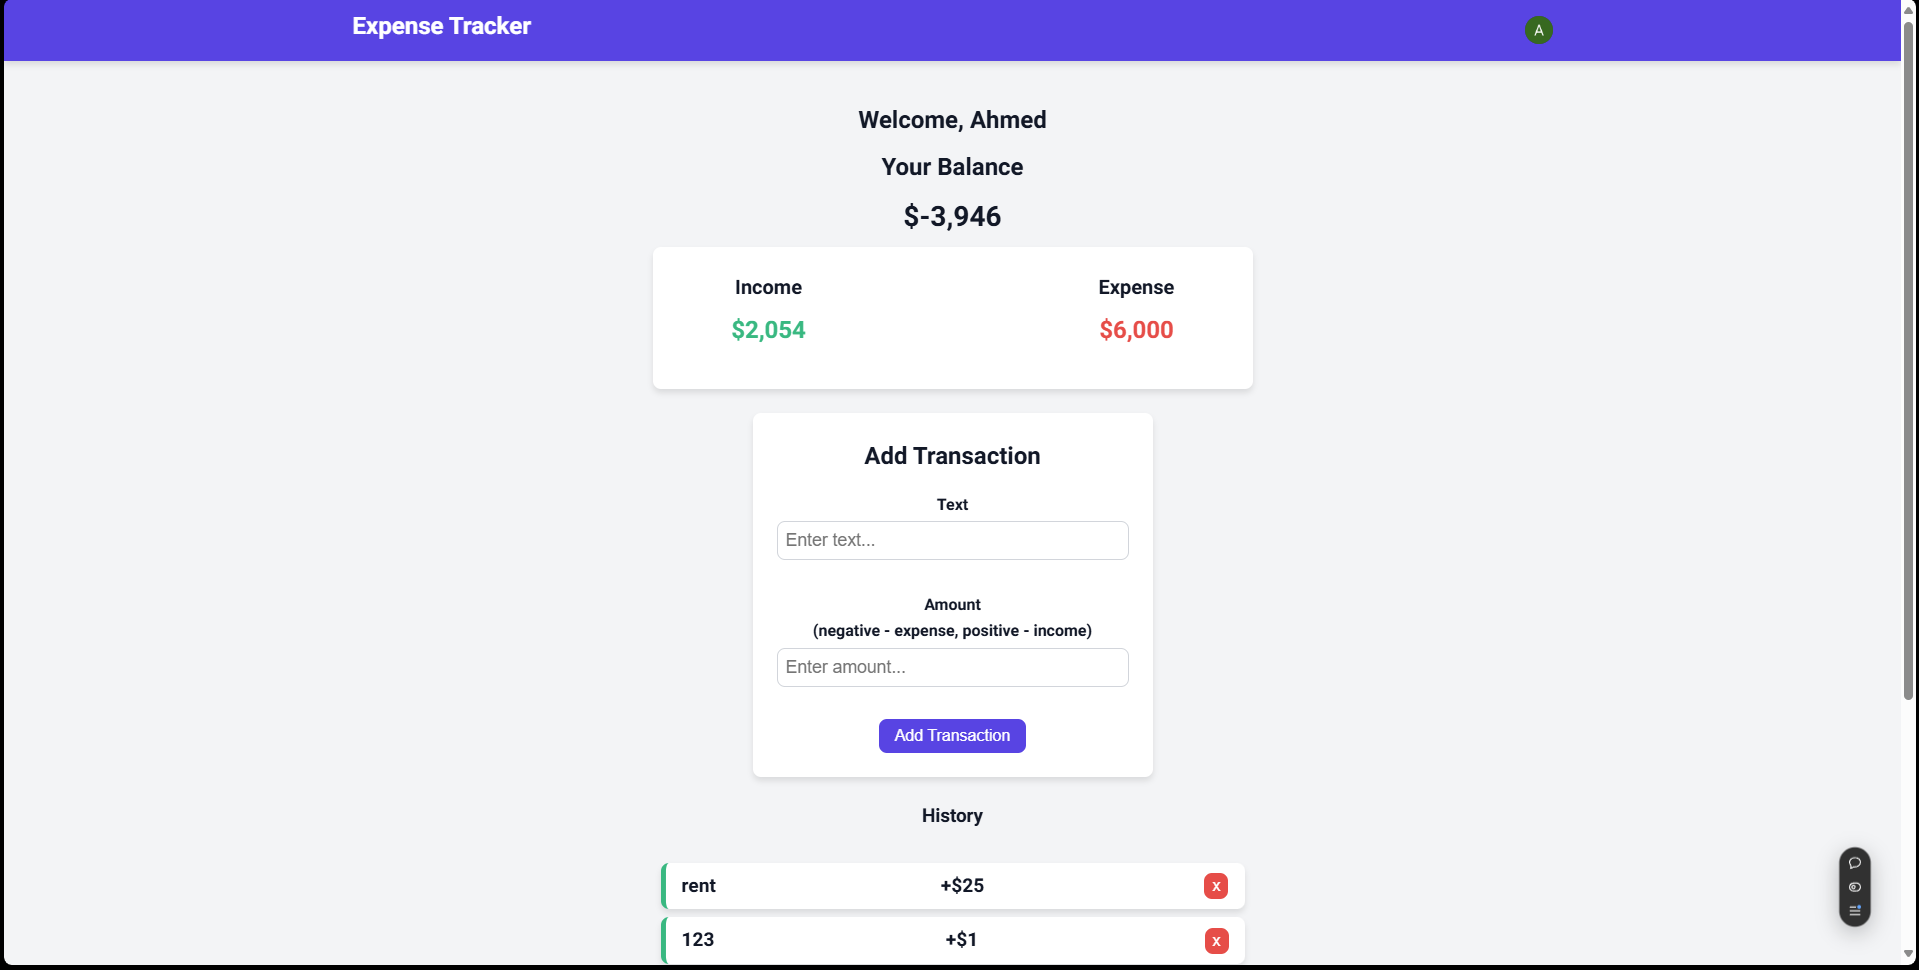 Expense Tracker
A
Welcome, Ahmed
Your Balance
$-3,946
Income
Expense
$2,054
$6,000
Add Transaction
Text
Enter text...
Amount
(negative - expense, positive - income)
Enter amount...
Add Transaction
History
rent +$25 x
123 +$1 x